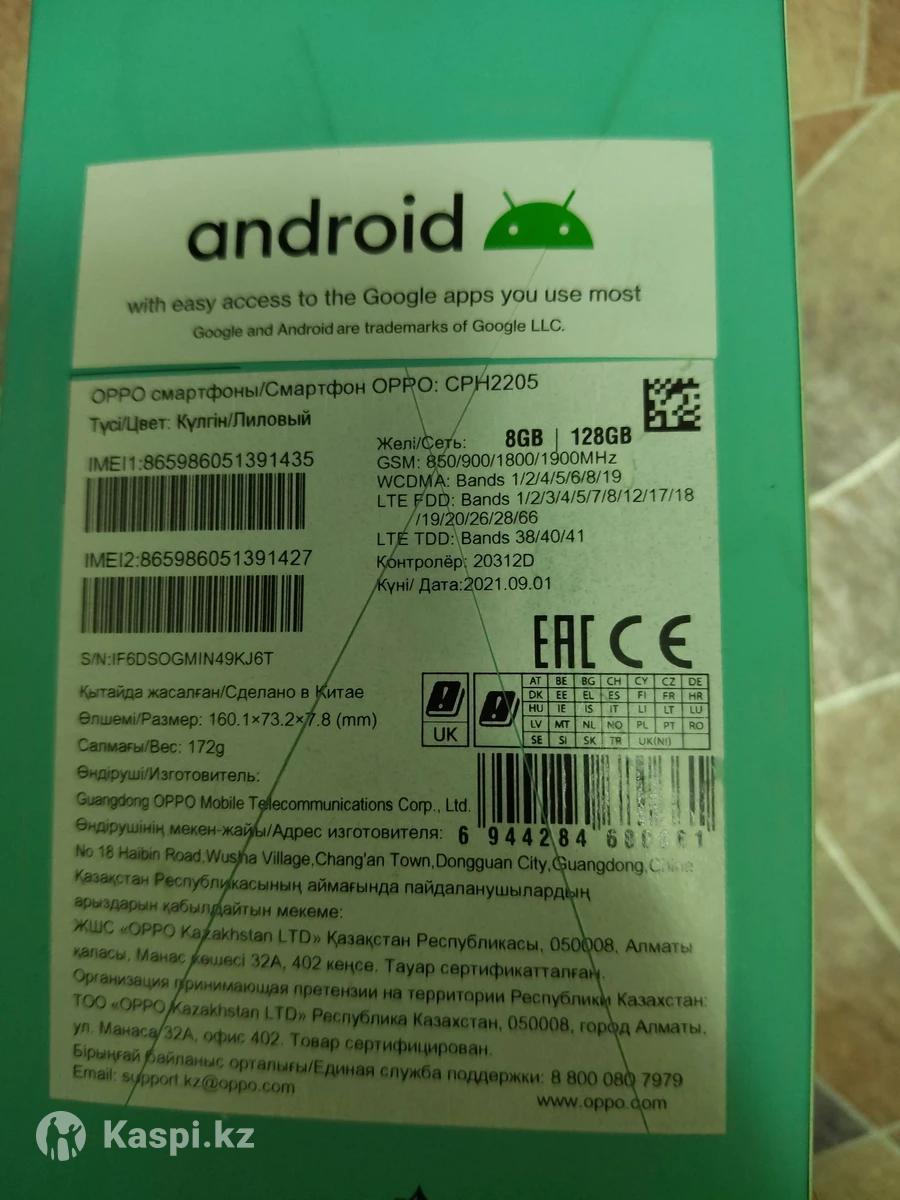 android
with easy access to the Google apps you use most
Google and Android are trademarks of Google LLC.
OPPO смартфоны/Смартфон OPPO: CPH2205
Түсі/Цвет: Күлгін/Лиловый
IMEI1:865986051391435
IMEI2:865986051391427
S/N:IF6DSOGMIN49KJ6T
Желі/Сеть: 8GB | 128GB
GSM: 850/900/1800/1900MHz
WCDMA: Bands 1/2/4/5/6/8/19
LTE FDD: Bands 1/2/3/4/5/7/8/12/17/18
/19/20/26/28/66
LTE TDD: Bands 38/40/41
Контролёр: 20312D
Күні/ Дата:2021.09.01
EAC CE
Қытайда жасалған/Сделано в Китае
Өлшемі/Размер: 160.1×73.2×7.8 (mm)
Салмағы/Вес: 172g
UK
AT BE BG CH CY CZ DE
DK EE EL ES FI FR HR
HU IE IS IT LI LT LU
LV MT NL NO PL PT RO
SE SI SK TR UK(NI)
Өндіруші/Изготовитель:
Guangdong OPPO Mobile Telecommunications Corp., Ltd.
6 944284
Өндірушінің мекен-жайы/Адрес изготовителя:
No 18 Haibin Road,Wusha Village,Chang'an Town,Dongguan City,Guangdong,China
Қазақстан Республикасының аймағында пайдаланушылардың
арыздарын қабылдайтын мекеме:
ЖШС «OPPO Kazakhstan LTD» Қазақстан Республикасы, 050008, Алматы
қаласы, Манас көшесі 32А, 402 кеңсе. Тауар сертификатталған.
Организация принимающая претензии на территории Республики Казахстан:
ТОО «OPPO Kazakhstan LTD» Республика Казахстан, 050008, город Алматы,
ул. Манаса 32А, офис 402. Товар сертифицирован.
Бірыңғай байланыс орталығы/Единая служба поддержки: 8 800 080 7979
Email: support.kz@oppo.com
www.oppo.com
Kaspi.kz